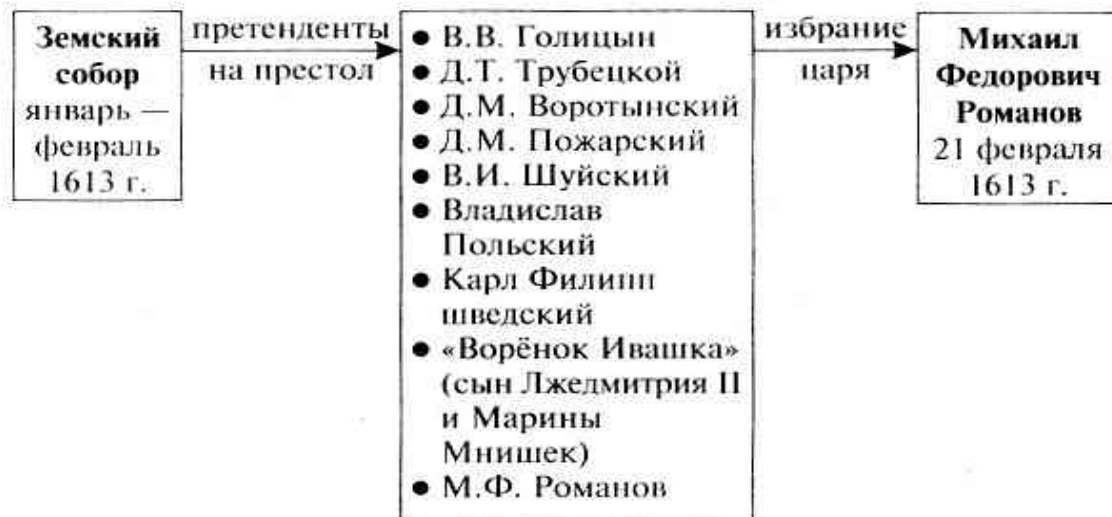 Земский
собор
январь —
февраль
1613 г.
претенденты
на престол
● В.В. Голицын
● Д.Т. Трубецкой
● Д.М. Воротынский
● Д.М. Пожарский
● В.И. Шуйский
● Владислав
Польский
● Карл Филипп
шведский
● «Ворёнок Ивашка»
(сын Лжедмитрия II
и Марины
Мнишек)
● М.Ф. Романов
избрание
царя
Михаил
Федорович
Романов
21 февраля
1613 г.